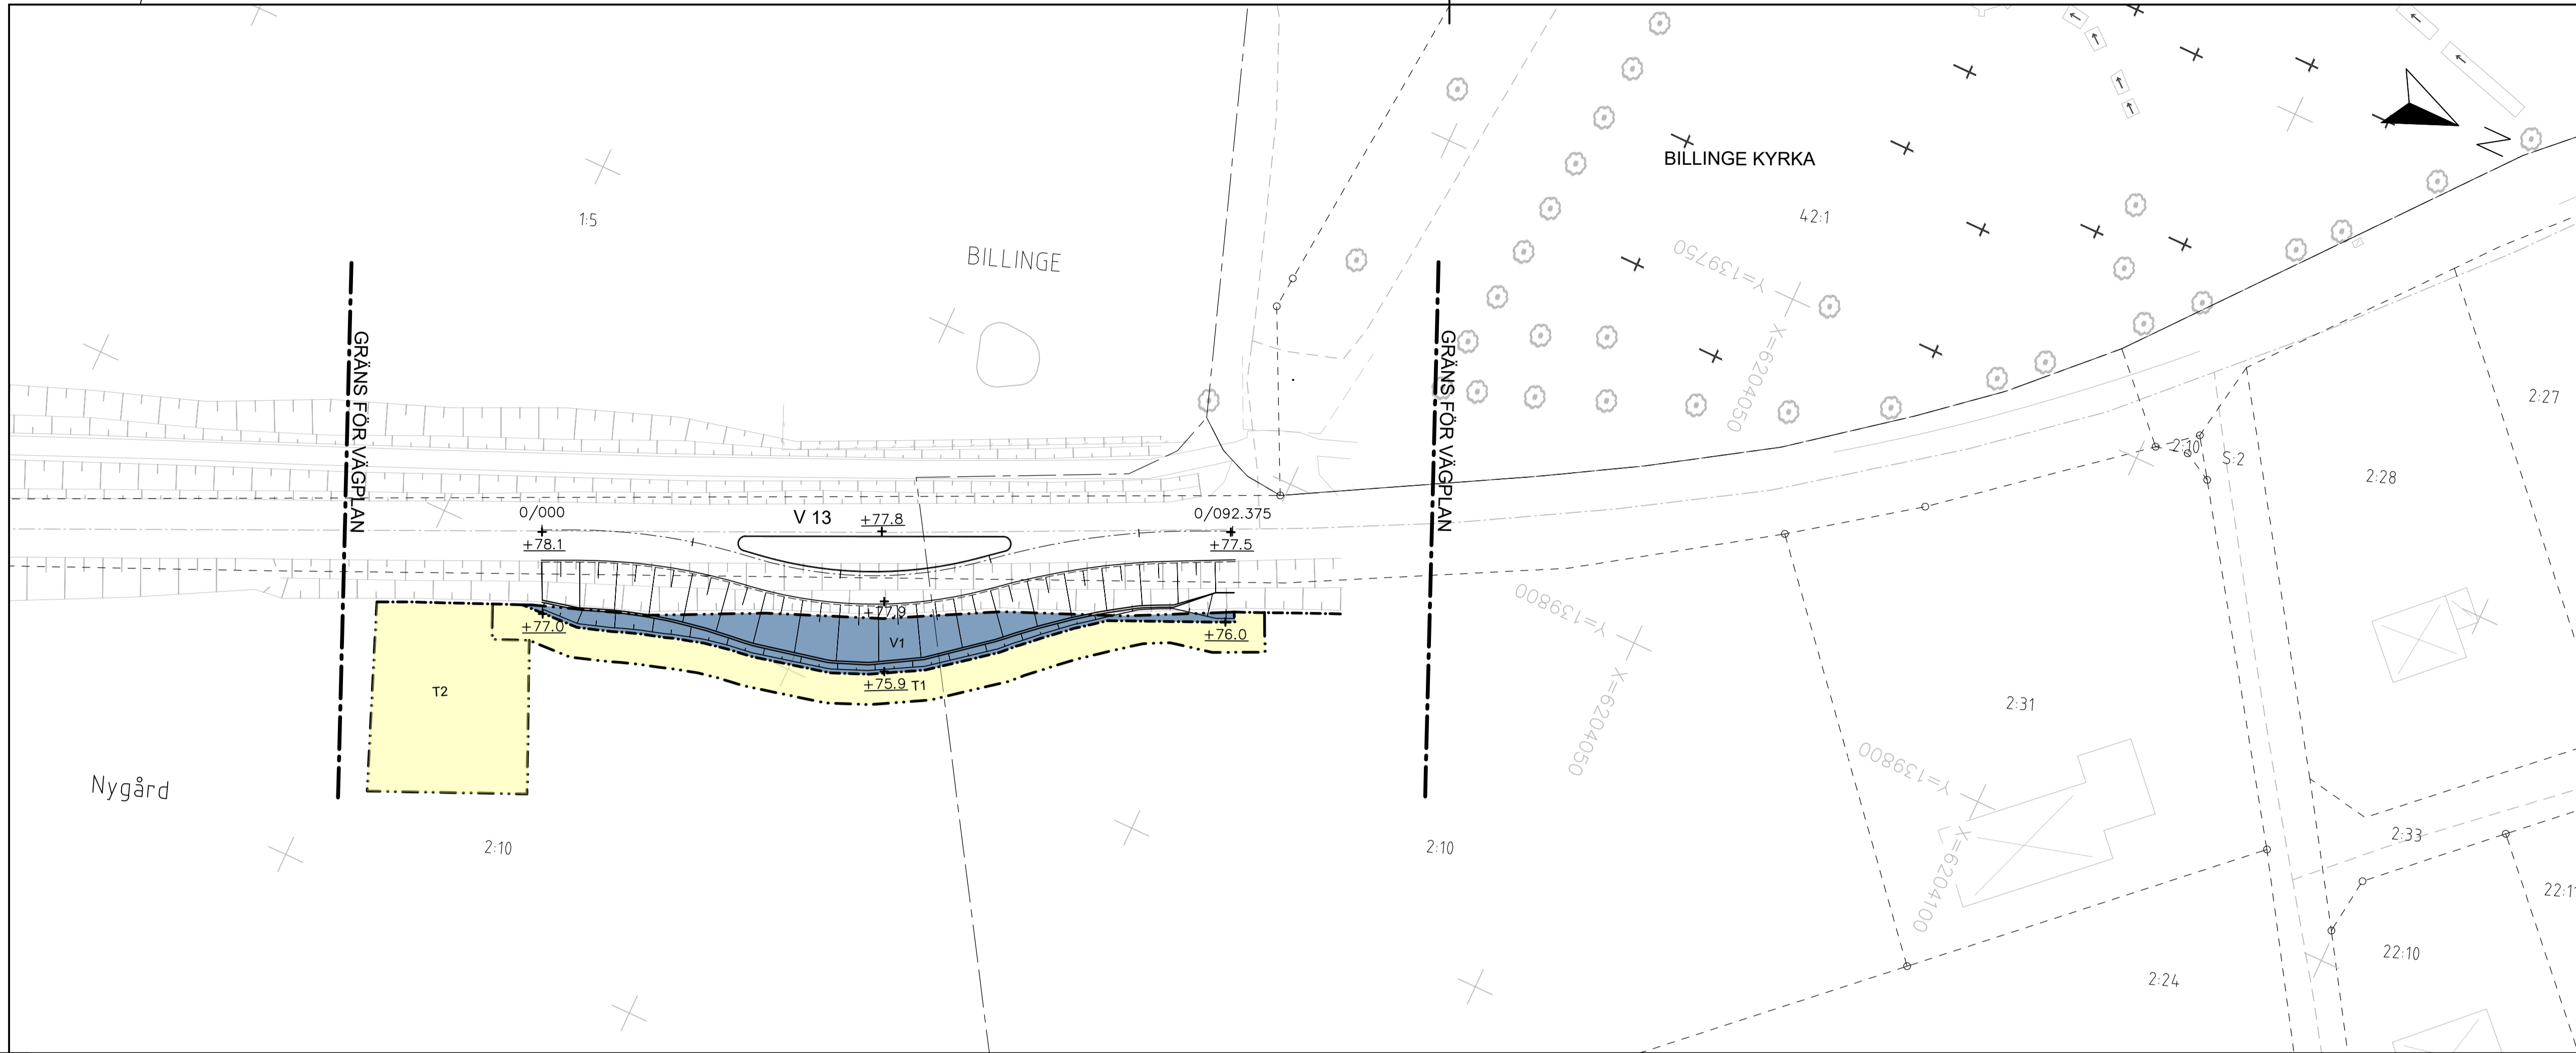 BILLINGE KYRKA
1:5
42:1
BILLINGE
Y=139750
X=6204050
N
GRÄNS FÖR VÄGPLAN
GRÄNS FÖR VÄGPLAN
2:27
2:10
S:2
2:28
0/000
V 13
+77.8
0/092.375
+78.1
+77.5
+77.9
+77.0
+76.0
V1
+75.9
T1
T2
Y=139800
X=6204050
2:31
Y=139800
X=6204100
Nygård
2:10
2:10
2:33
22:10
2:24